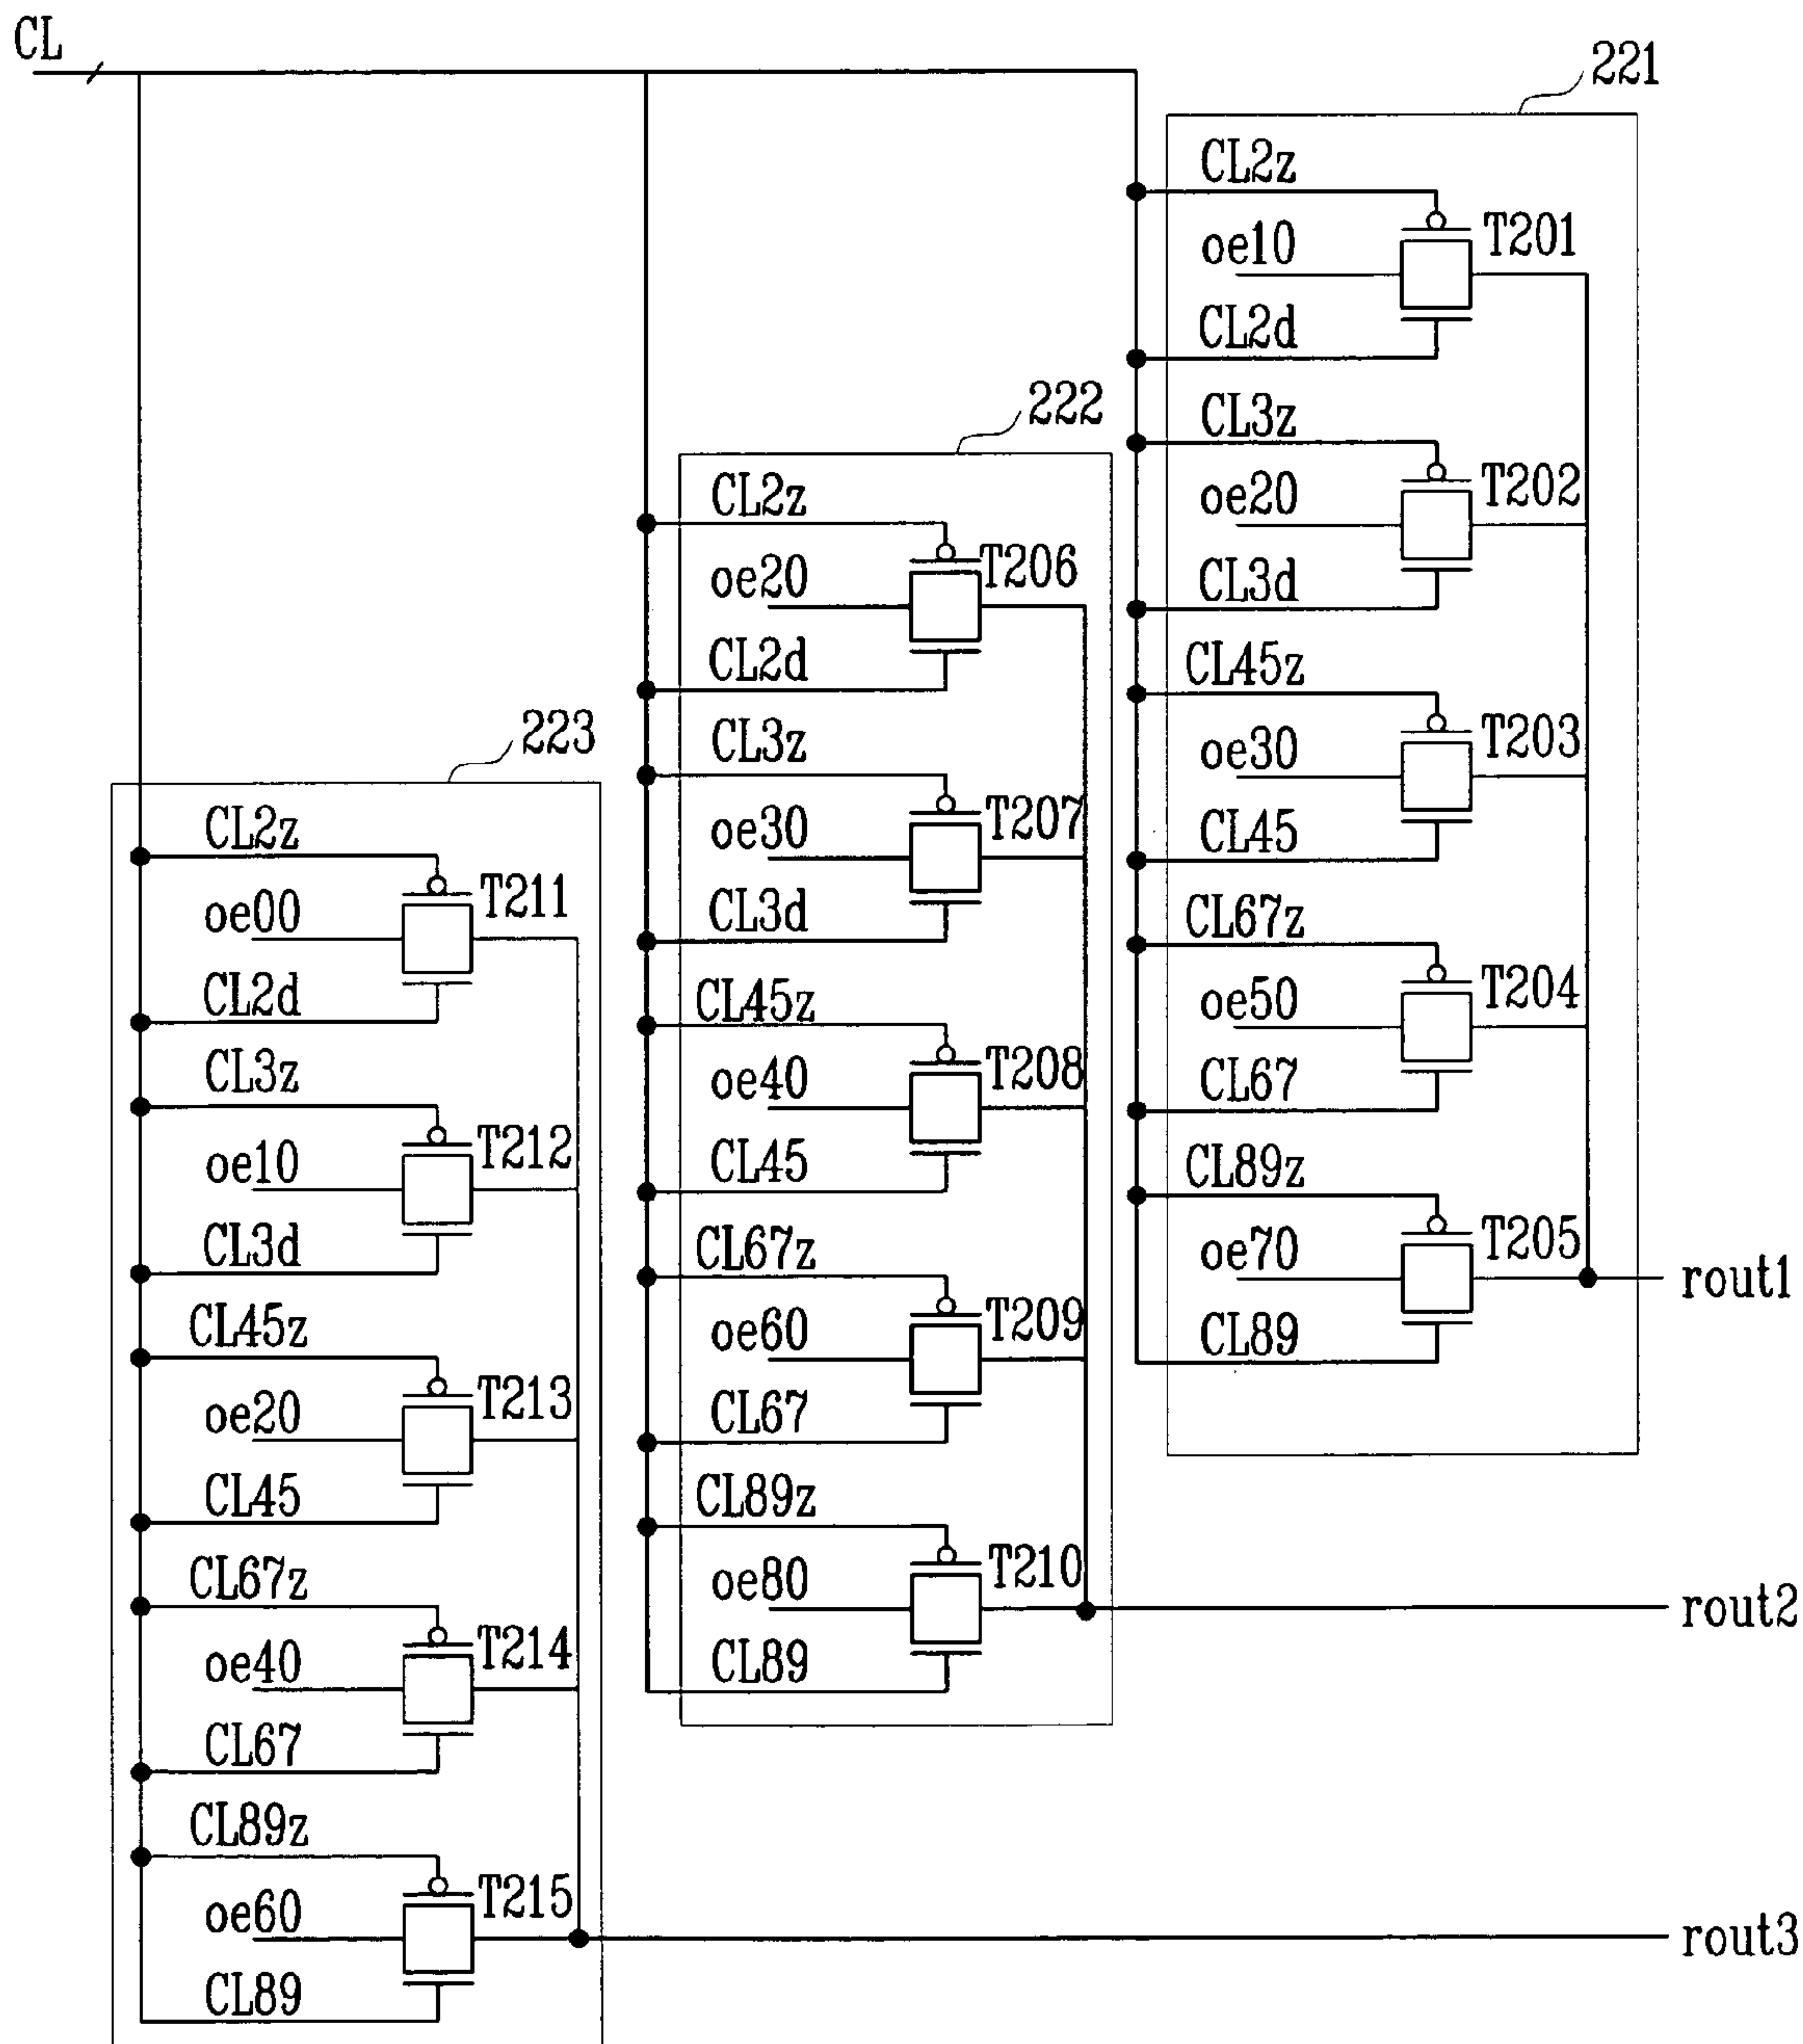 CL
221
CL2z
oe10
T201
CL2d
CL3z
oe20
T202
CL3d
CL45z
oe30
T203
CL45
CL67z
oe50
T204
CL67
CL89z
oe70
T205
CL89
rout1
222
CL2z
oe20
T206
CL2d
CL3z
oe30
T207
CL3d
CL45z
oe40
T208
CL45
CL67z
oe60
T209
CL67
CL89z
oe80
T210
CL89
rout2
223
CL2z
oe00
T211
CL2d
CL3z
oe10
T212
CL3d
CL45z
oe20
T213
CL45
CL67z
oe40
T214
CL67
CL89z
oe60
T215
CL89
rout3